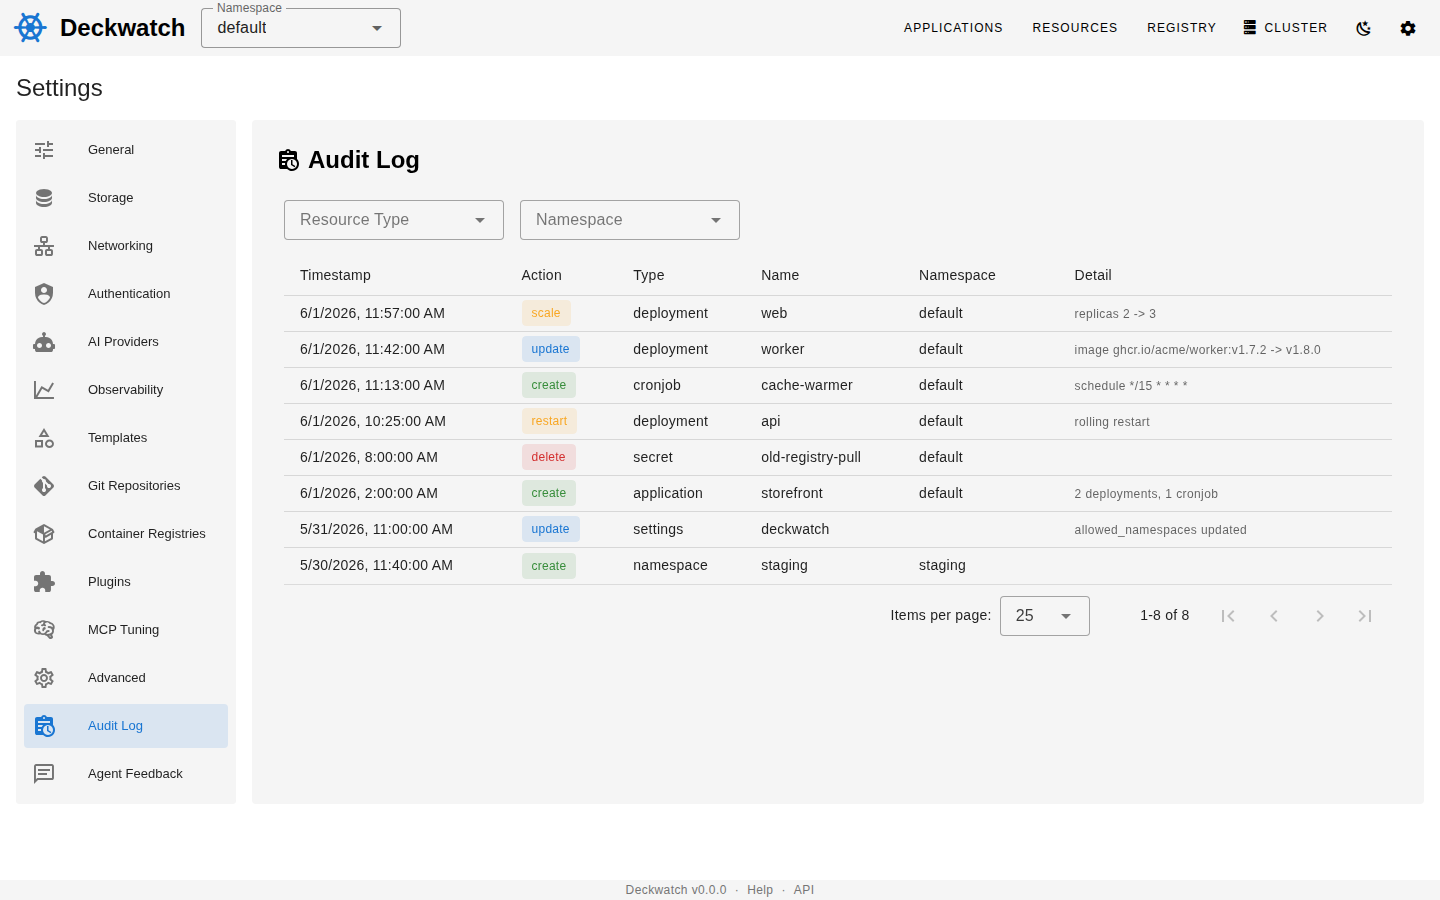 Deckwatch
Namespace
default
APPLICATIONS
RESOURCES
REGISTRY
CLUSTER
Settings
General
Storage
Networking
Authentication
AI Providers
Observability
Templates
Git Repositories
Container Registries
Plugins
MCP Tuning
Advanced
Audit Log
Agent Feedback
Audit Log
Resource Type
Namespace
Timestamp Action Type Name Namespace Detail
6/1/2026, 11:57:00 AM scale deployment web default replicas 2 -> 3
6/1/2026, 11:42:00 AM update deployment worker default image ghcr.io/acme/worker:v1.7.2 -> v1.8.0
6/1/2026, 11:13:00 AM create cronjob cache-warmer default schedule */15 * * * *
6/1/2026, 10:25:00 AM restart deployment api default rolling restart
6/1/2026, 8:00:00 AM delete secret old-registry-pull default
6/1/2026, 2:00:00 AM create application storefront default 2 deployments, 1 cronjob
5/31/2026, 11:00:00 AM update settings deckwatch allowed_namespaces updated
5/30/2026, 11:40:00 AM create namespace staging staging
Items per page: 25 1-8 of 8
Deckwatch v0.0.0 · Help · API